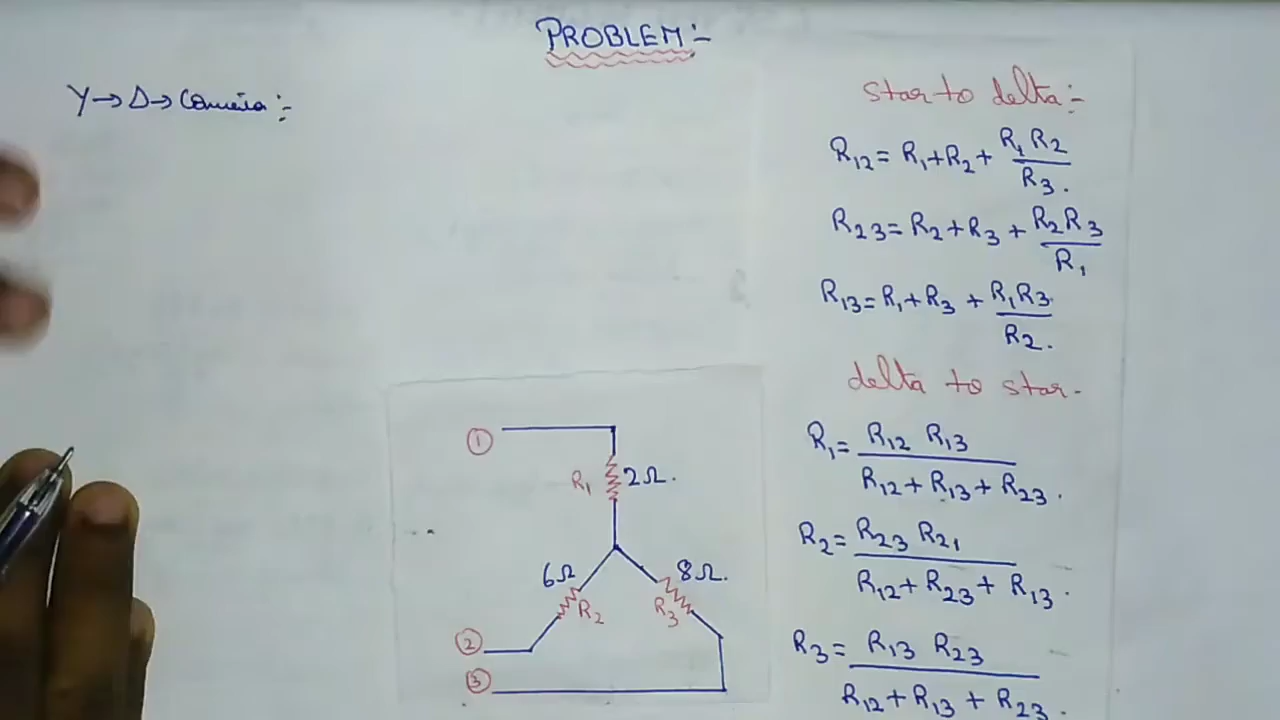 PROBLEM:-
Y→Δ→
star to delta:-
R12 = R1+R2+ R1 R2 / R3.
R23 = R2+R3+ R2R3 / R1
R13 = R1+R3 + R1R3 / R2.
delta to star.
R1 = R12 R13 / R12+R13+R23.
R2 = R23 R21 / R12+R23+R13.
R3 = R13 R23 / R12+R13+R23.
1
R1 2Ω.
6Ω 8Ω.
R2 R3
2
3